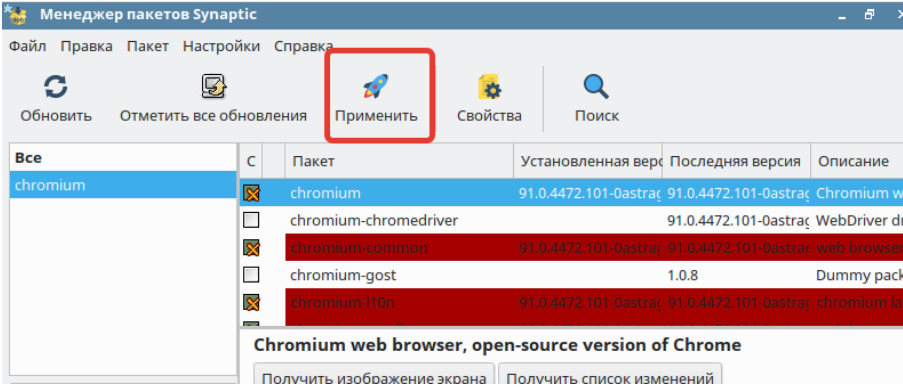 Менеджер пакетов Synaptic
Файл Правка Пакет Настройки Справка
Обновить Отметить все обновления Применить Свойства Поиск
Все
chromium
С Пакет Установленная верс Последняя версия Описание
chromium 91.0.4472.101-0astra 91.0.4472.101-0astra Chromium w
chromium-chromedriver 91.0.4472.101-0astra WebDriver dr
chromium-common 91.0.4472.101-0astra 91.0.4472.101-0astra web browser
chromium-gost 1.0.8 Dummy pack
chromium-l10n 91.0.4472.101-0astra 91.0.4472.101-0astra chromium la
Chromium web browser, open-source version of Chrome
Получить изображение экрана Получить список изменений